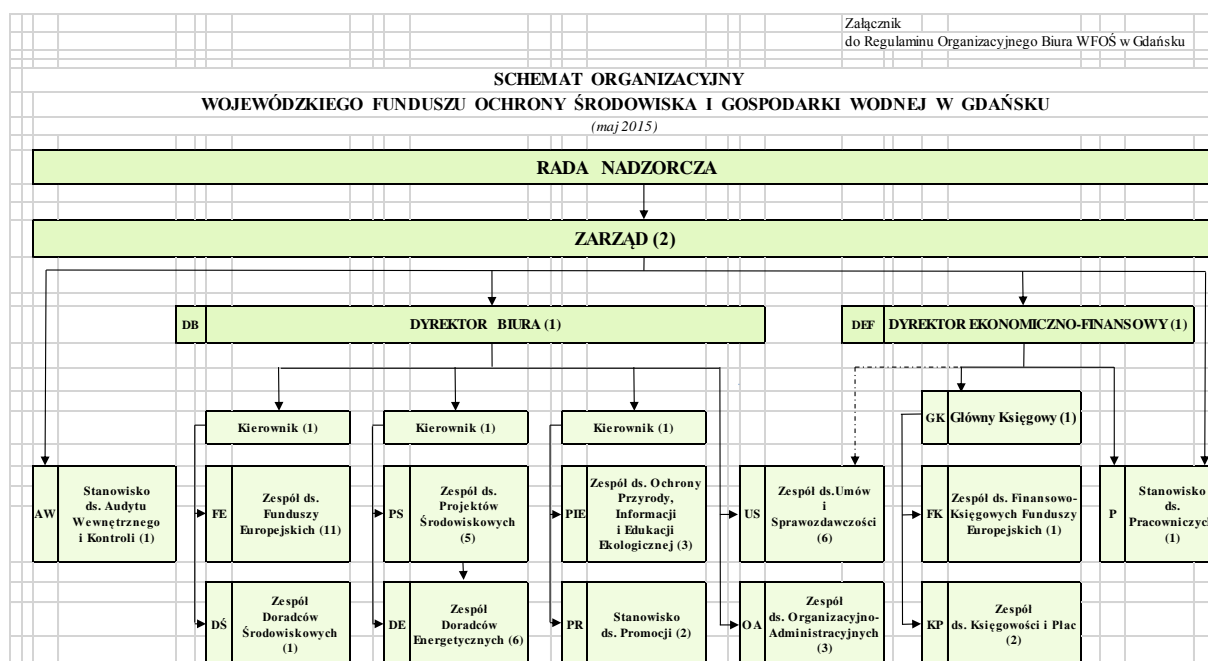 Załącznik
do Regulaminu Organizacyjnego Biura WFOŚ w Gdańsku
SCHEMAT ORGANIZACYJNY
WOJEWÓDZKIEGO FUNDUSZU OCHRONY ŚRODOWISKA I GOSPODARKI WODNEJ W GDAŃSKU
(maj 2015)
RADA NADZORCZA
ZARZĄD (2)
DB
DYREKTOR BIURA (1)
DEF
DYREKTOR EKONOMICZNO-FINANSOWY (1)
Kierownik (1)
Kierownik (1)
Kierownik (1)
GK
Główny Księgowy (1)
AW
Stanowisko
ds. Audytu
Wewnętrznego
i Kontroli (1)
FE
Zespół ds.
Funduszy
Europejskich (11)
PS
Zespół ds.
Projektów
Środowiskowych
(5)
PIE
Zespół ds. Ochrony
Przyrody,
Informacji
i Edukacji
Ekologicznej (3)
US
Zespół ds.Umów
i
Sprawozdawczości
(6)
FK
Zespół ds. Finansowo-
Księgowych Funduszy
Europejskich (1)
P
Stanowisko
ds.
Pracowniczych
(1)
DŚ
Zespół
Doradców
Środowiskowych
(1)
DE
Zespół
Doradców
Energetycznych (6)
PR
Stanowisko
ds. Promocji (2)
OA
Zespół
ds. Organizacyjno-
Administracyjnych
(3)
KP
Zespół
ds. Księgowości i Płac
(2)